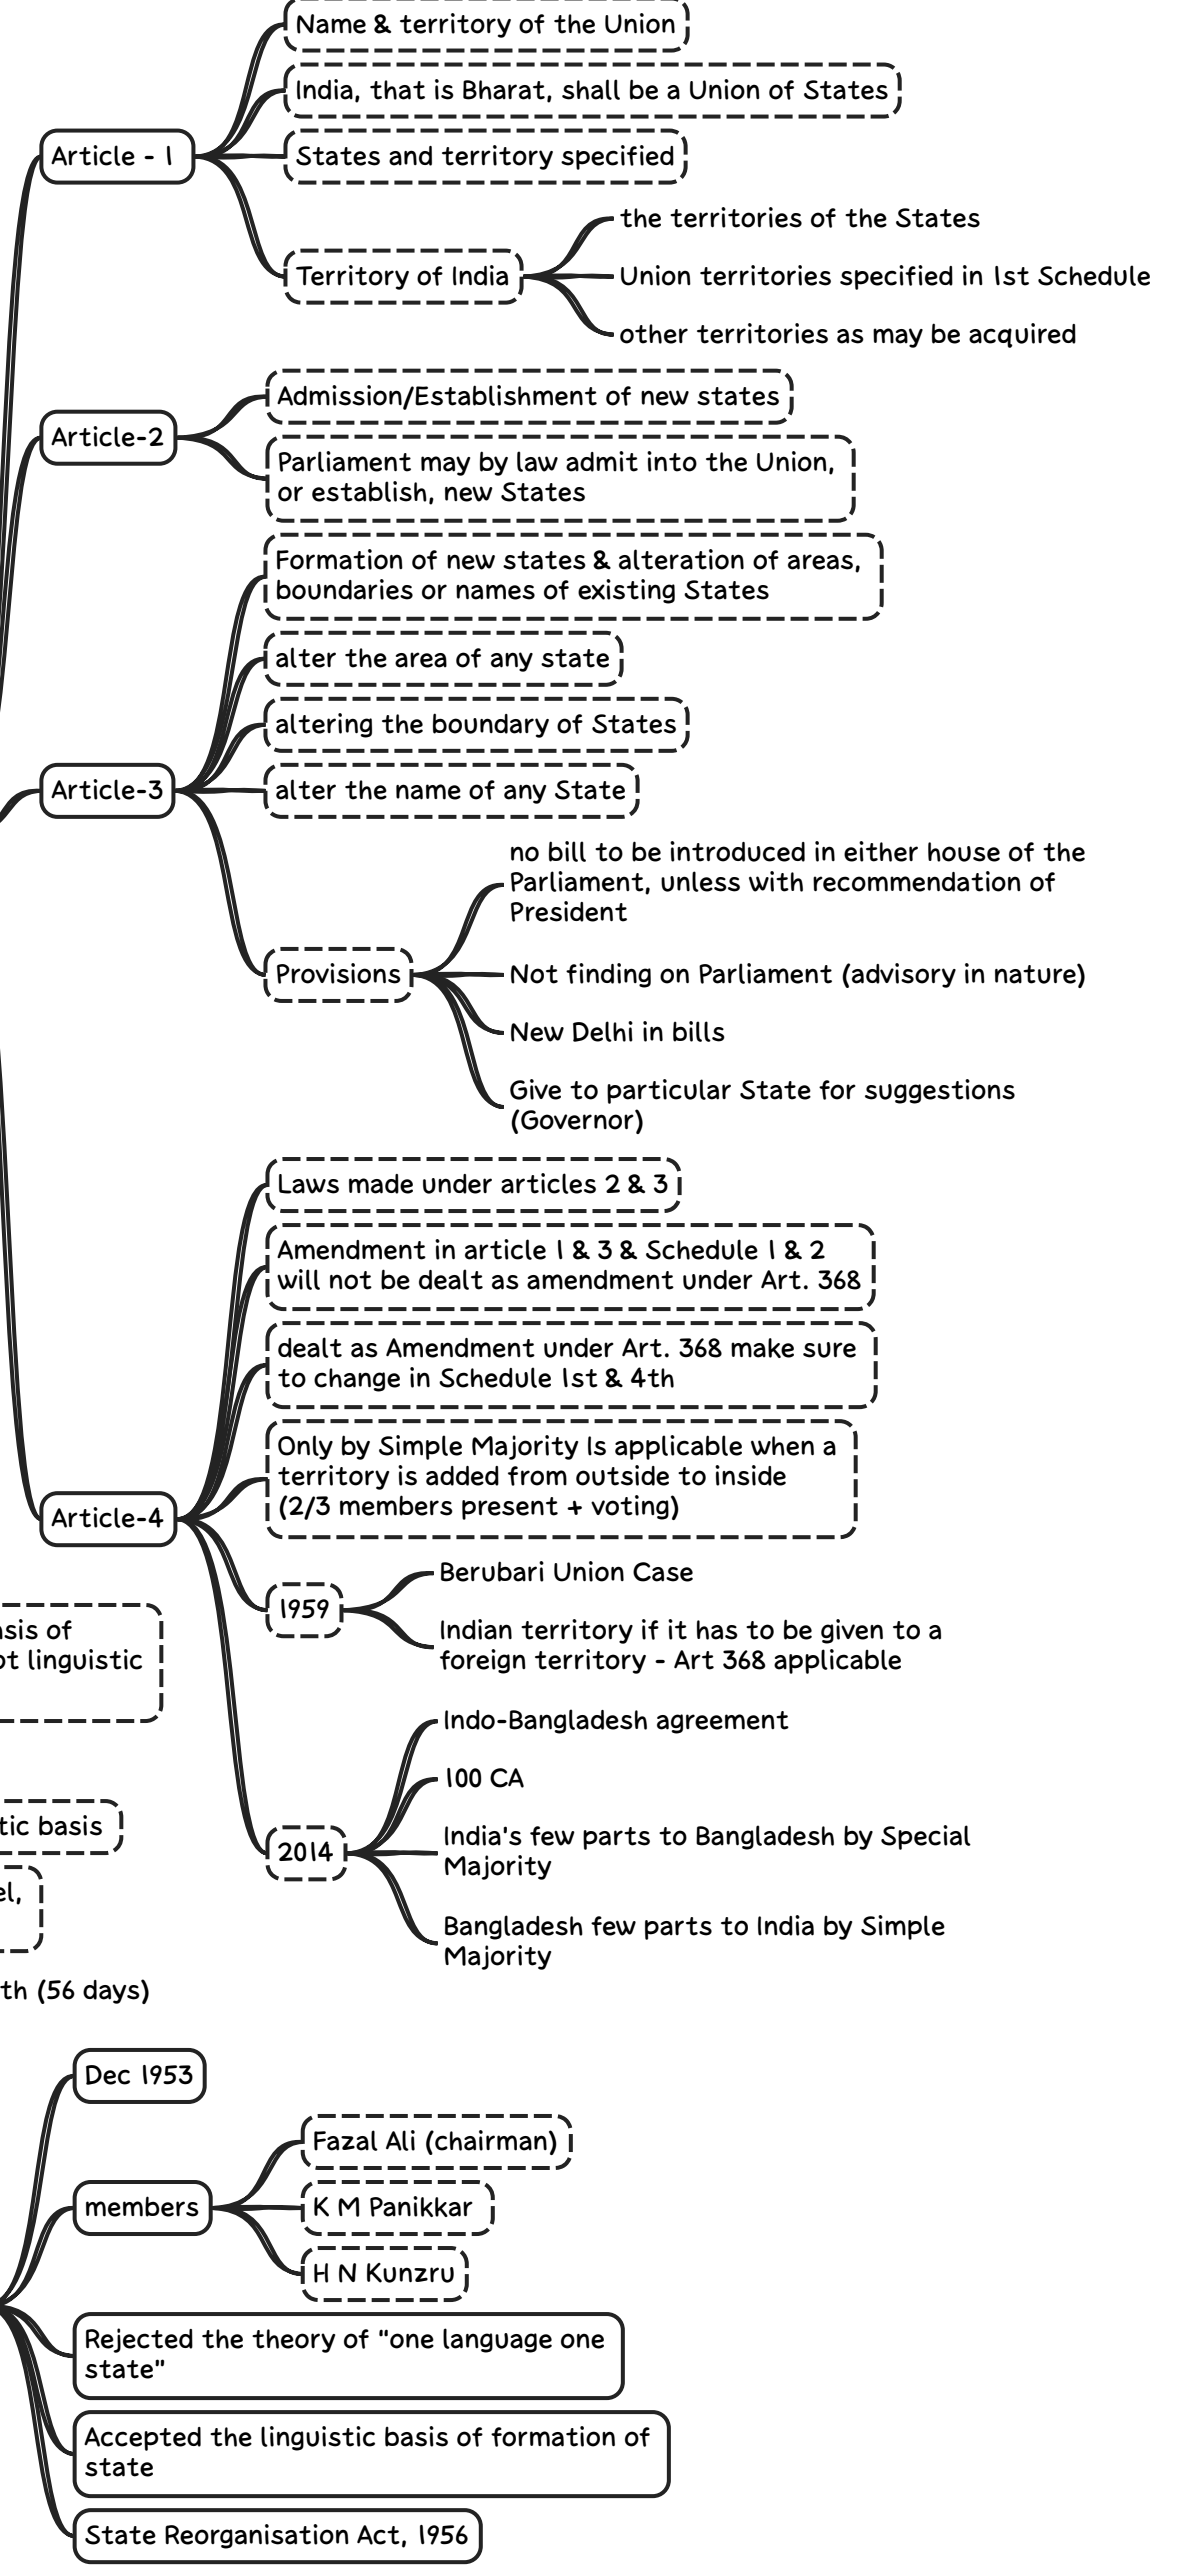 Name & territory of the Union
India, that is Bharat, shall be a Union of States
Article - 1
States and territory specified
the territories of the States
Territory of India
Union territories specified in 1st Schedule
other territories as may be acquired
Admission/Establishment of new states
Article-2
Parliament may by law admit into the Union,
or establish, new States
Formation of new states & alteration of areas,
boundaries or names of existing States
alter the area of any state
altering the boundary of States
Article-3
alter the name of any State
no bill to be introduced in either house of the
Parliament, unless with recommendation of
President
Provisions
Not finding on Parliament (advisory in nature)
New Delhi in bills
Give to particular State for suggestions
(Governor)
Laws made under articles 2 & 3
Amendment in article 1 & 3 & Schedule 1 & 2
will not be dealt as amendment under Art. 368
dealt as Amendment under Art. 368 make sure
to change in Schedule 1st & 4th
Only by Simple Majority Is applicable when a
territory is added from outside to inside
(2/3 members present + voting)
Article-4
1959
Berubari Union Case
Indian territory if it has to be given to a
foreign territory - Art 368 applicable
of
linguistic
Indo-Bangladesh agreement
100 CA
2014
India's few parts to Bangladesh by Special
Majority
Bangladesh few parts to India by Simple
Majority
basis
(56 days)
Dec 1953
members
Fazal Ali (chairman)
K M Panikkar
H N Kunzru
Rejected the theory of "one language one
state"
Accepted the linguistic basis of formation of
state
State Reorganisation Act, 1956